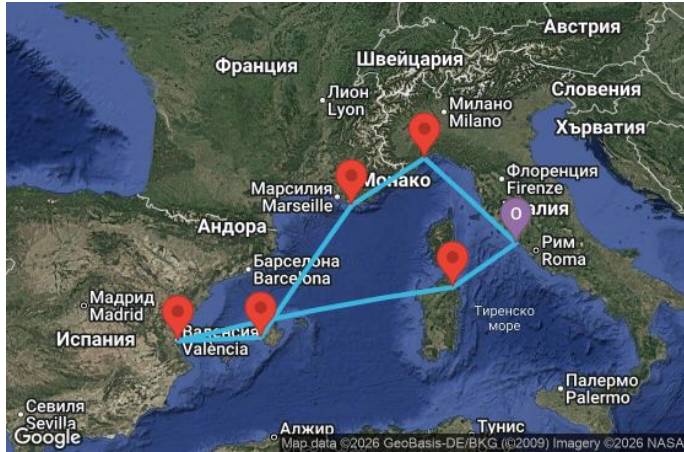 Австрия
Швейцария
Франция
Словения
Лион
Lyon
Милано
Milano
Хърватия
Флоренция
Firenze
Монако
Марсилия
Marseille
алия
O
Андора
Рим
Roma
Барселона
Barcelona
Мадрид
Madrid
Тиренско
море
Валенсия
València
Испания
Палермо
Palermo
Севиля
Sevilla
Алжир
Тунис
Google
Map data ©2026 GeoBasis-DE/BKG (©2009) Imagery ©2026 NASA